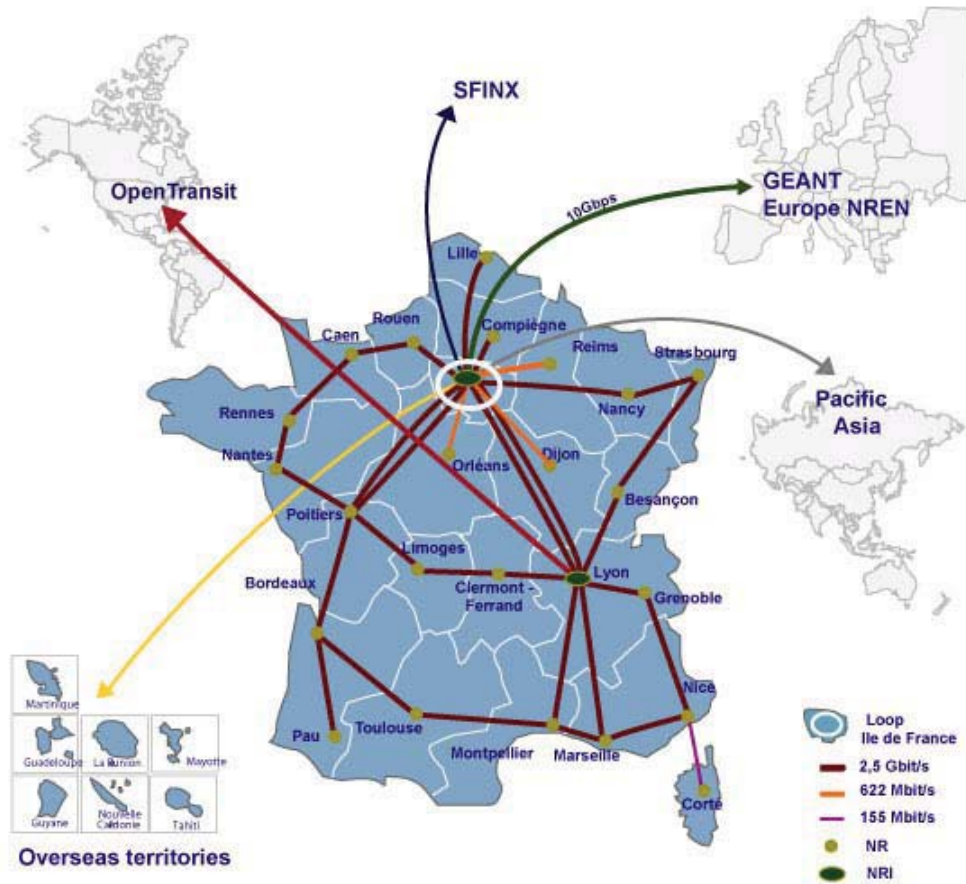 SFINX
OpenTransit
10Gbps
GEANT
Europe NREN
Lille
Rouen
Compiègne
Caen
Reims
Strasbourg
Pacific
Asia
Nancy
Rennes
Nantes
Orléans
Dijon
Besançon
Poitiers
Limoges
Lyon
Bordeaux
Clermont -
Ferrand
Grenoble
Nice
Pau
Toulouse
Montpellier
Marseille
Corté
Martinique
Guadeloupe
La Réunion
Mayotte
Guyane
Nouvelle
Calédonie
Tahiti
Overseas territories
Loop
Ile de France
2,5 Gbit/s
622 Mbit/s
155 Mbit/s
NR
NRI